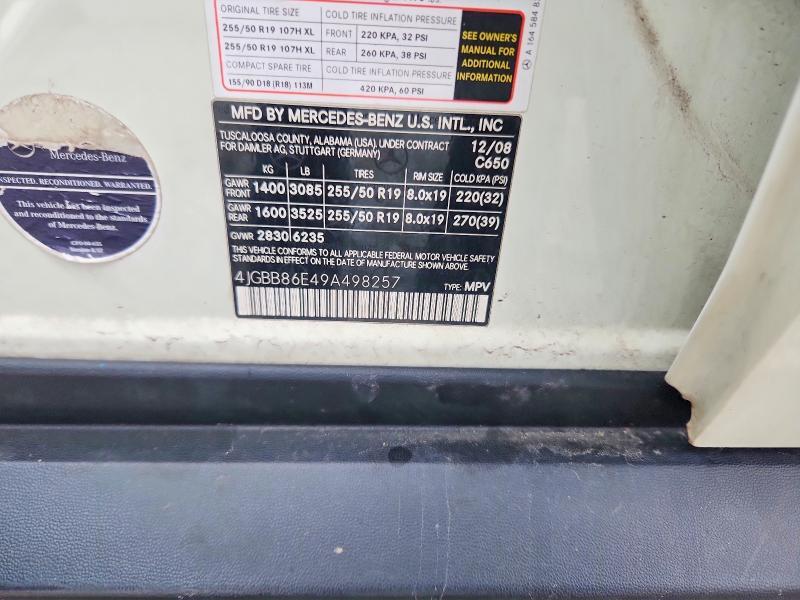 ORIGINAL TIRE SIZE COLD TIRE INFLATION PRESSURE
255/50 R19 107H XL FRONT 220 KPA, 32 PSI
255/50 R19 107H XL REAR 260 KPA, 38 PSI
COMPACT SPARE TIRE COLD TIRE INFLATION PRESSURE
155/90 D18 (R18) 113M 420 KPA, 60 PSI
SEE OWNER'S
MANUAL FOR
ADDITIONAL
INFORMATION
A 164 584 8
MFD BY MERCEDES-BENZ U.S. INTL., INC
TUSCALOOSA COUNTY, ALABAMA (USA). UNDER CONTRACT 12/08
FOR DAIMLER AG, STUTTGART (GERMANY) C650
KG LB TIRES RIM SIZE COLD KPA (PSI)
GAWR FRONT 1400 3085 255/50 R19 8.0x19 220(32)
GAWR REAR 1600 3525 255/50 R19 8.0x19 270(39)
GVWR 2830 6235
THIS VEHICLE CONFORMS TO ALL APPLICABLE FEDERAL MOTOR VEHICLE SAFETY
STANDARDS IN EFFECT ON THE DATE OF MANUFACTURE SHOWN ABOVE.
4JGBB86E49A498257 TYPE: MPV
Mercedes-Benz
INSPECTED. RECONDITIONED. WARRANTED.
This vehicle has been inspected
and reconditioned to the standards
of Mercedes-Benz.